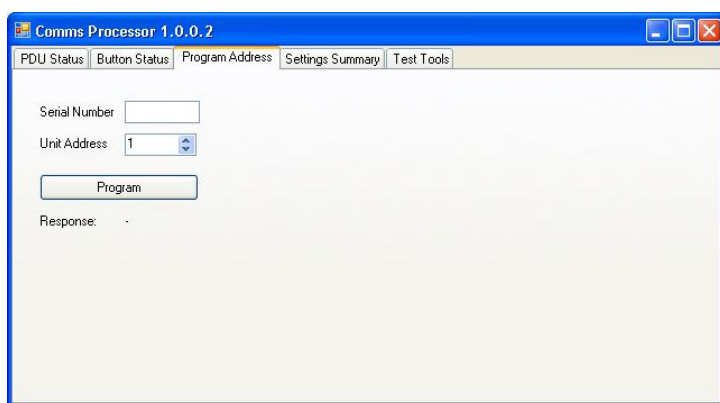 Comms Processor 1.0.0.2
PDU Status Button Status Program Address Settings Summary Test Tools
Serial Number
Unit Address 1
Program
Response: -